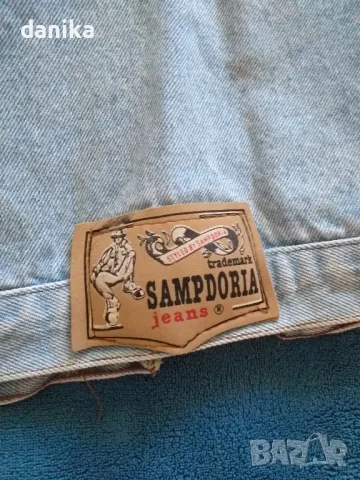 danika
STYLED BY SAMPDORIA
trademark
SAMPDORIA
jeans ®
BAZAR